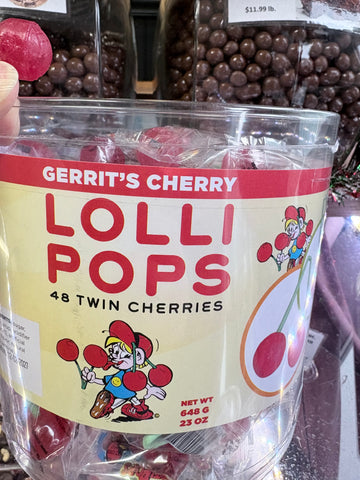 $11.99 lb.
GERRIT'S CHERRY
LOLLI
POPS
48 TWIN CHERRIES
NET WT
648 G
23 OZ